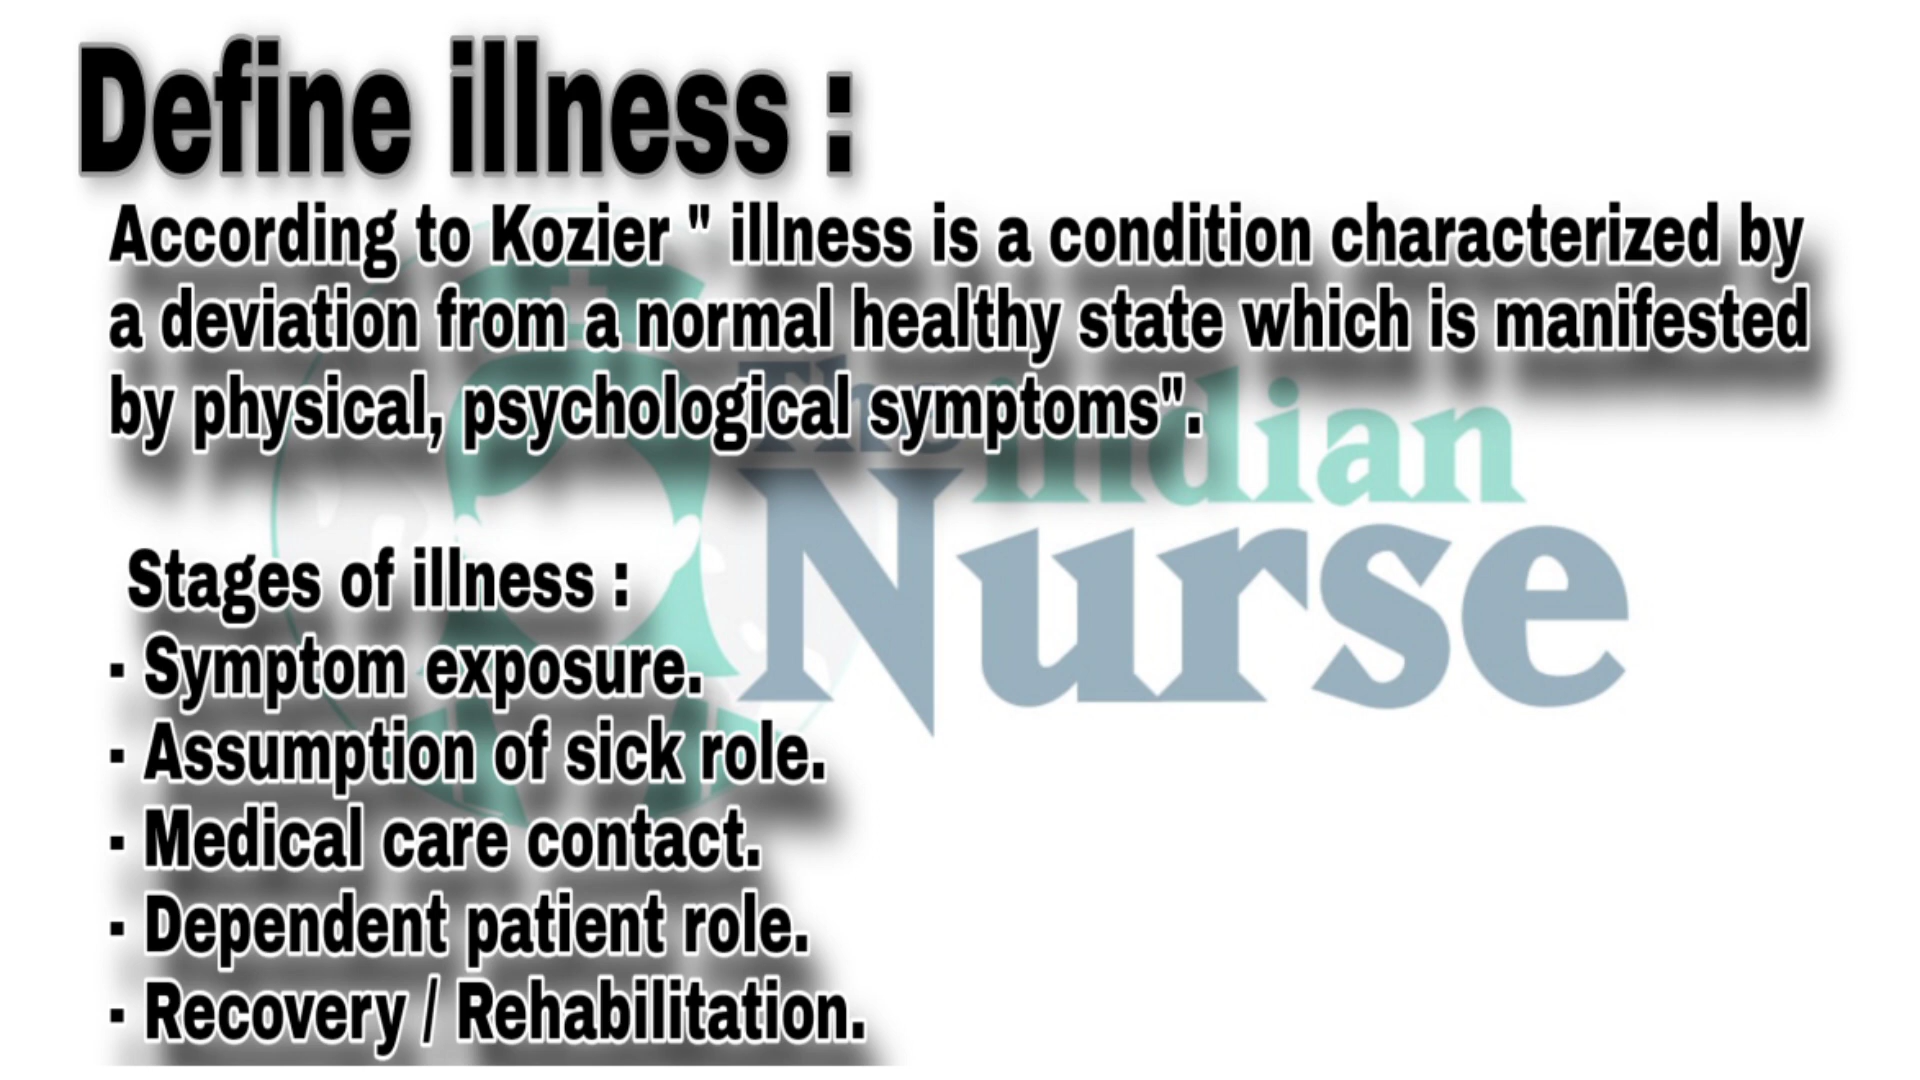 Define illness :
According to Kozier " illness is a condition characterized by
a deviation from a normal healthy state which is manifested
by physical, psychological symptoms".
The indian
Nurse
Stages of illness :
- Symptom exposure.
- Assumption of sick role.
- Medical care contact.
- Dependent patient role.
- Recovery / Rehabilitation.